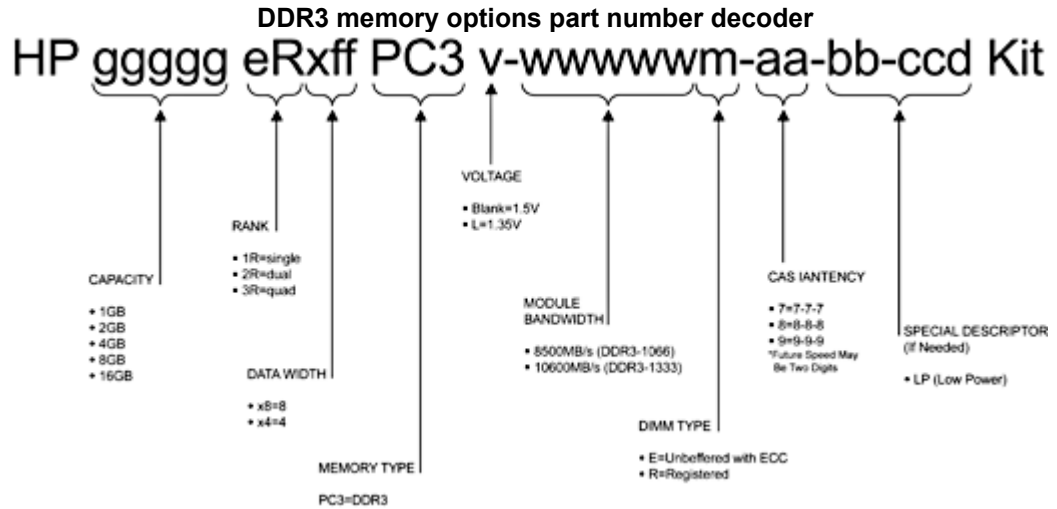 DDR3 memory options part number decoder
HP ggggg eRxff PC3 v-wwwwwm-aa-bb-ccd Kit
VOLTAGE
▪ Blank=1.5V
▪ L=1.35V
RANK
▪ 1R=single
▪ 2R=dual
▪ 3R=quad
CAPACITY
+ 1GB
+ 2GB
+ 4GB
+ 8GB
+ 16GB
CAS IANTENCY
▪ 7=7-7-7
▪ 8=8-8-8
▪ 9=9-9-9
*Future Speed May
Be Two Digits
MODULE
BANDWIDTH
▪ 8500MB/s (DDR3-1066)
▪ 10600MB/s (DDR3-1333)
SPECIAL DESCRIPTOR
(If Needed)
• LP (Low Power)
DATA WIDTH
+ x8=8
+ x4=4
DIMM TYPE
• E=Unbeffered with ECC
▪ R=Registered
MEMORY TYPE
PC3=DDR3